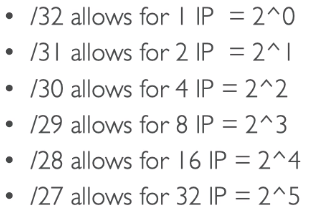 • /32 allows for 1 IP = 2^0
• /31 allows for 2 IP = 2^1
• /30 allows for 4 IP = 2^2
• /29 allows for 8 IP = 2^3
• /28 allows for 16 IP = 2^4
• /27 allows for 32 IP = 2^5